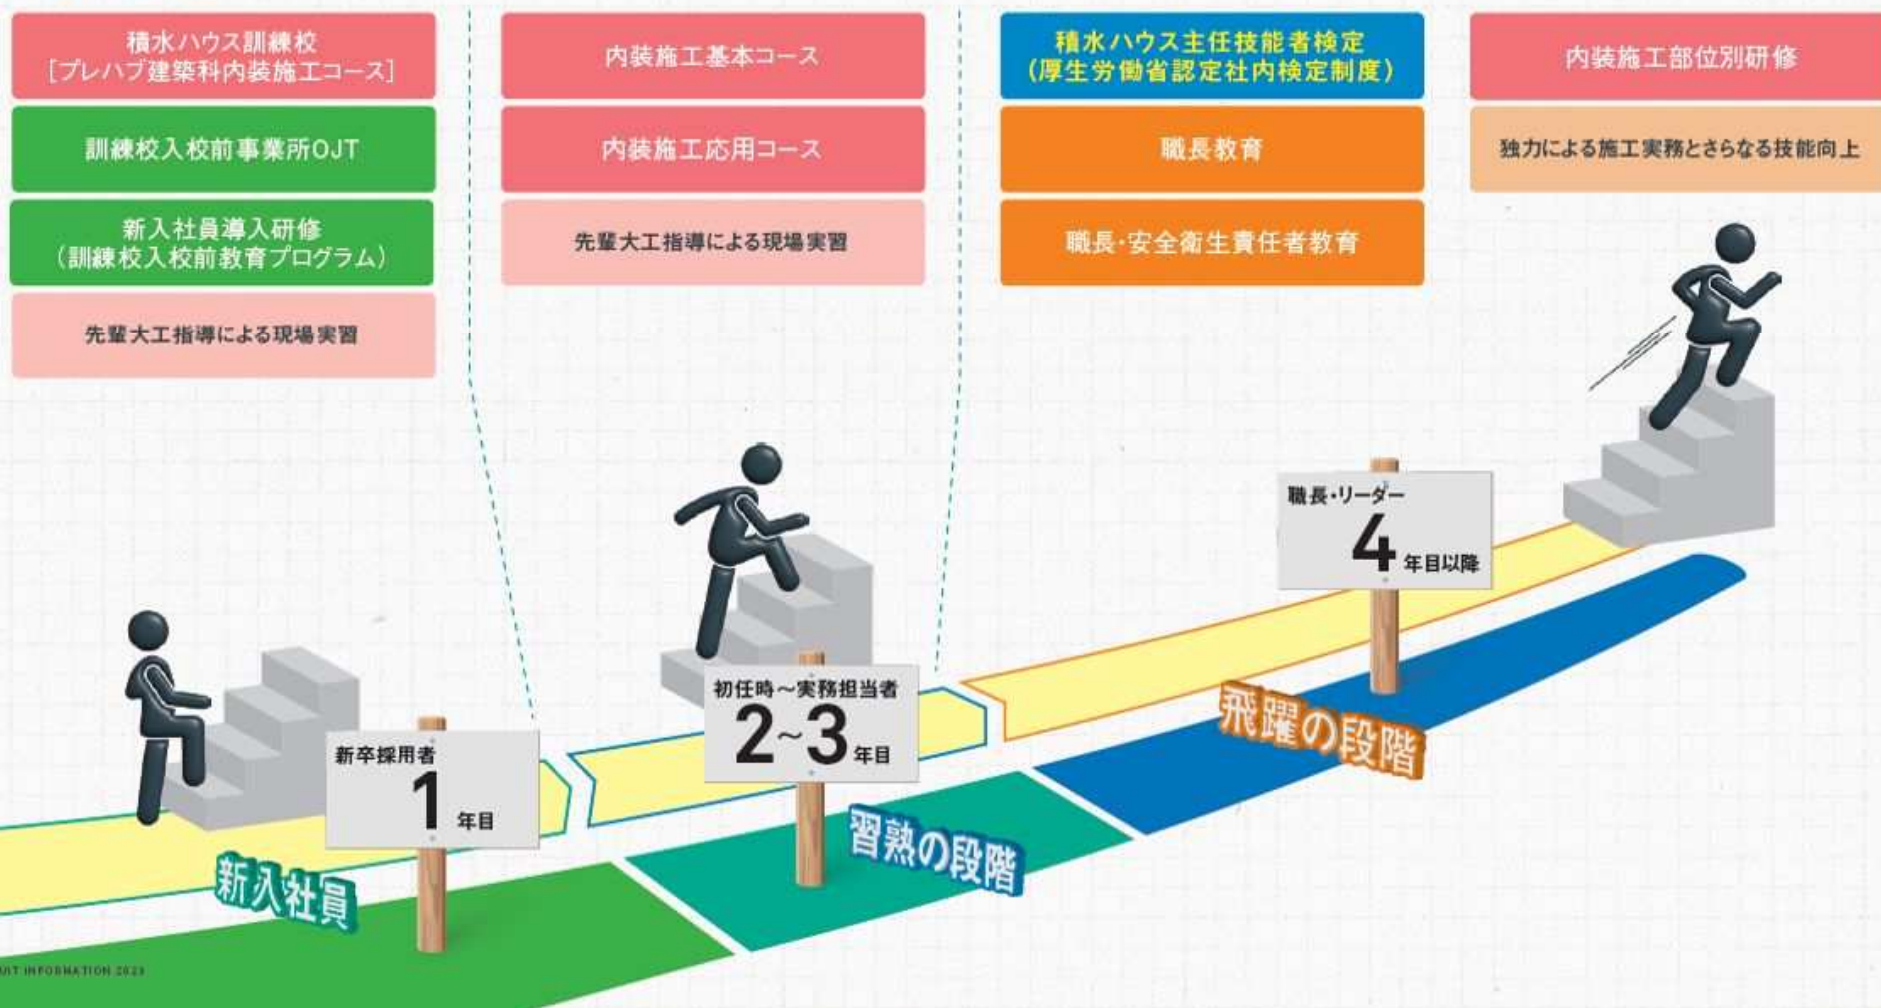 積水ハウス訓練校
［プレハブ建築科内装施工コース］
訓練校入校前事業所OJT
新入社員導入研修
（訓練校入校前教育プログラム）
先輩大工指導による現場実習
内装施工基本コース
内装施工応用コース
先輩大工指導による現場実習
積水ハウス主任技能者検定
（厚生労働省認定社内検定制度）
職長教育
職長・安全衛生責任者教育
内装施工部位別研修
独力による施工実務とさらなる技能向上
新卒採用者
1年目
新入社員
初任時～実務担当者
2～3年目
習熟の段階
職長・リーダー
4年目以降
飛躍の段階
INFORMATION 2023